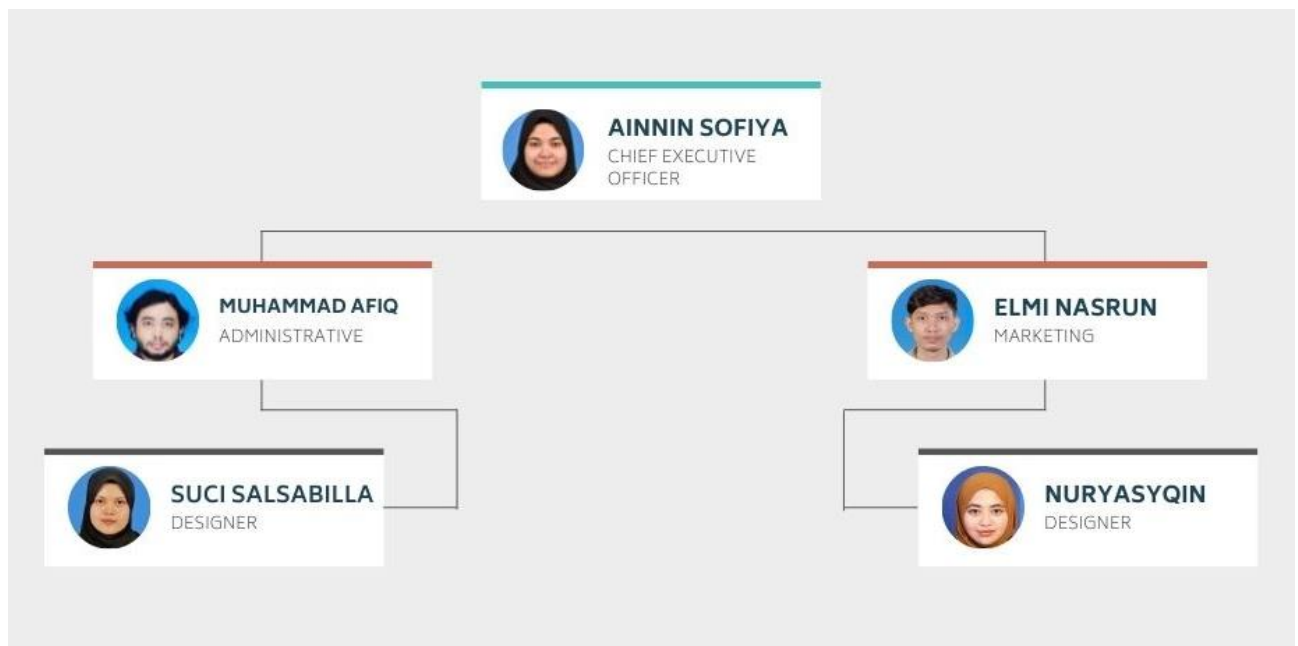 AINNIN SOFIYA
CHIEF EXECUTIVE
OFFICER
MUHAMMAD AFIQ
ADMINISTRATIVE
ELMI NASRUN
MARKETING
SUCI SALSABILLA
DESIGNER
NURYASYQIN
DESIGNER